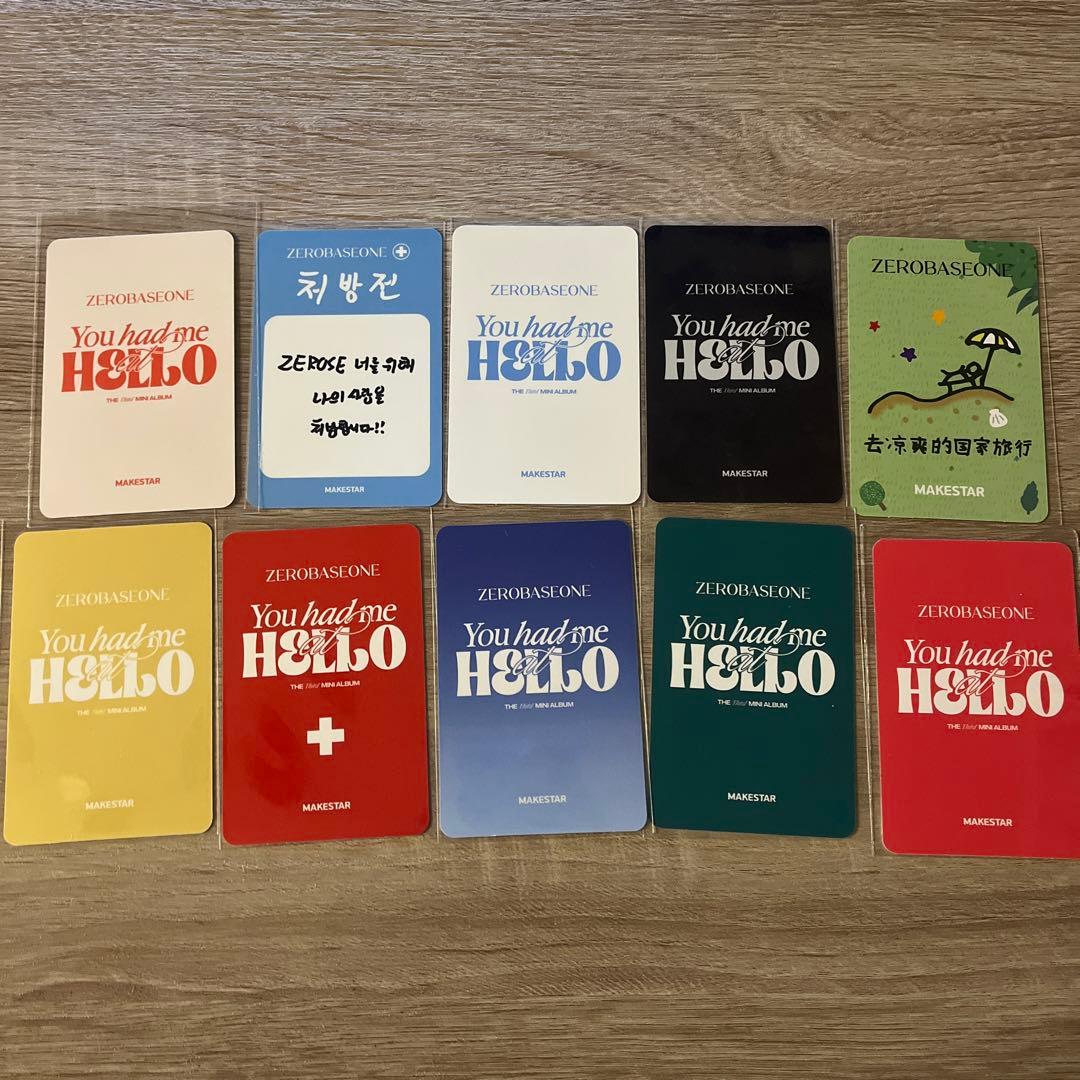 ZEROBASEONE
You had me
at
HELLO
THE Third MINI ALBUM
MAKESTAR
ZEROBASEONE
처방전
ZEROSE 너를 위해
나의 사랑을
처방합니다!!
MAKESTAR
ZEROBASEONE
You had me
at
HELLO
THE Third MINI ALBUM
MAKESTAR
ZEROBASEONE
You had me
at
HELLO
THE Third MINI ALBUM
MAKESTAR
ZEROBASEONE
去凉爽的国家旅行
MAKESTAR
ZEROBASEONE
You had me
at
HELLO
THE Third MINI ALBUM
MAKESTAR
ZEROBASEONE
You had me
at
HELLO
THE Third MINI ALBUM
MAKESTAR
ZEROBASEONE
You had me
at
HELLO
THE Third MINI ALBUM
MAKESTAR
ZEROBASEONE
You had me
at
HELLO
THE Third MINI ALBUM
MAKESTAR
ZEROBASEONE
You had me
at
HELLO
THE Third MINI ALBUM
MAKESTAR